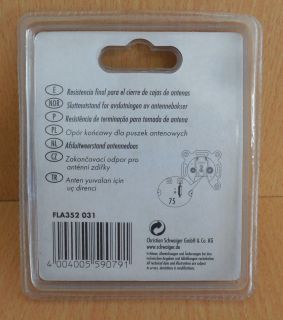 E Resistencia final para el cierre de cajas de antenas
NOR Sluttmotstand for avslutningen av antennebokser
P Resistência de terminação para tomada de antena
PL Opór końcowy dla puszek antenowych
NL Afsluitweerstand antennedoos
CZ Zakončovací odpor pro
anténní zdířky
TR Anten yuvaları için
uç direnci
75
FLA352 031
4 004005 590791
Christian Schwaiger GmbH & Co. KG
www.schwaiger.de